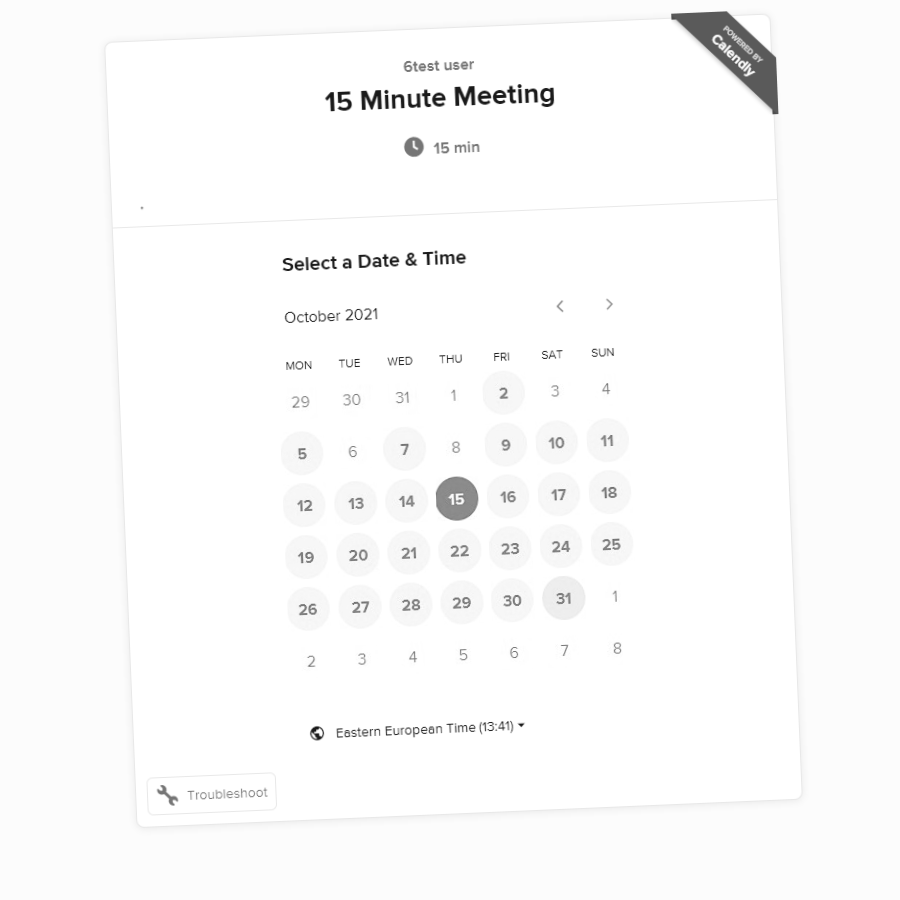 POWERED BY
Calendly
6test user
15 Minute Meeting
15 min
Select a Date & Time
October 2021
MON TUE WED THU FRI SAT SUN
29 30 31 1 2 3 4
5 6 7 8 9 10 11
12 13 14 15 16 17 18
19 20 21 22 23 24 25
26 27 28 29 30 31 1
2 3 4 5 6 7 8
Eastern European Time (13:41)
Troubleshoot